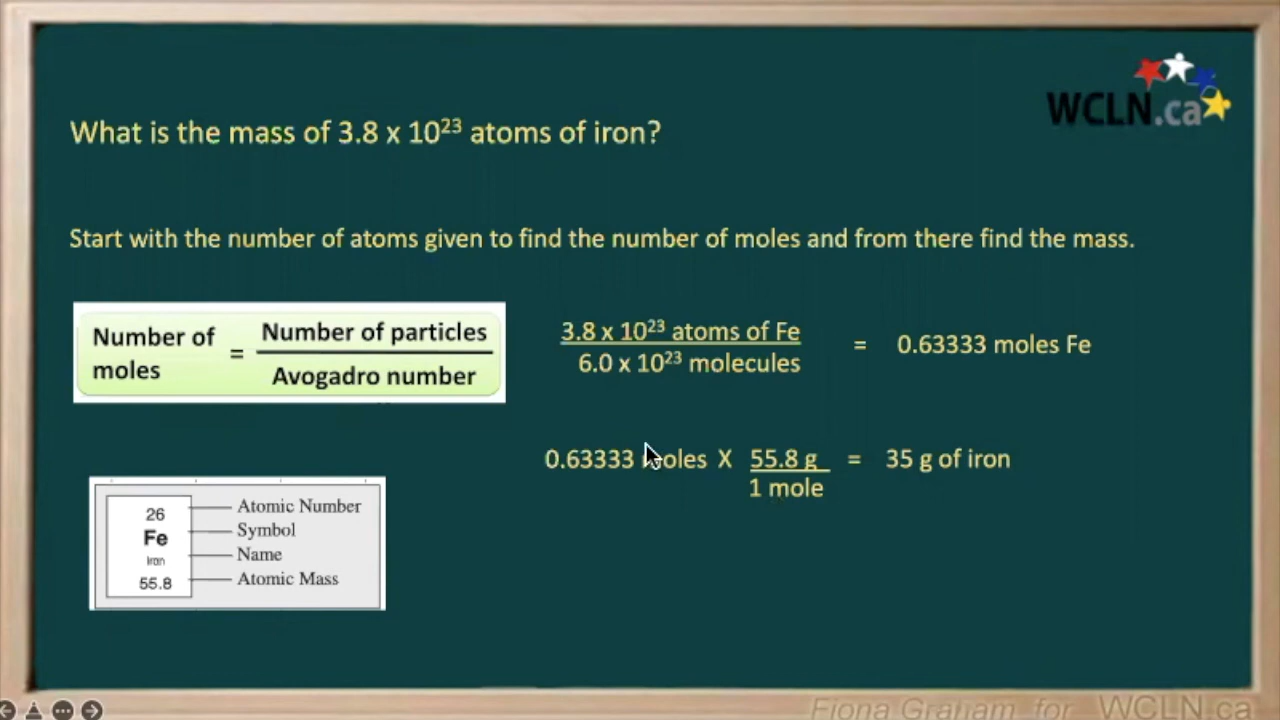 WCLN.ca
What is the mass of 3.8 x 10²³ atoms of iron?
Start with the number of atoms given to find the number of moles and from there find the mass.
Number of moles = Number of particles
Avogadro number
3.8 x 10²³ atoms of Fe = 0.63333 moles Fe
6.0 x 10²³ molecules
0.63333 moles X 55.8 g = 35 g of iron
1 mole
26 Atomic Number
Fe Symbol
Iron Name
55.8 Atomic Mass
Fiona Graham for WCLN.ca